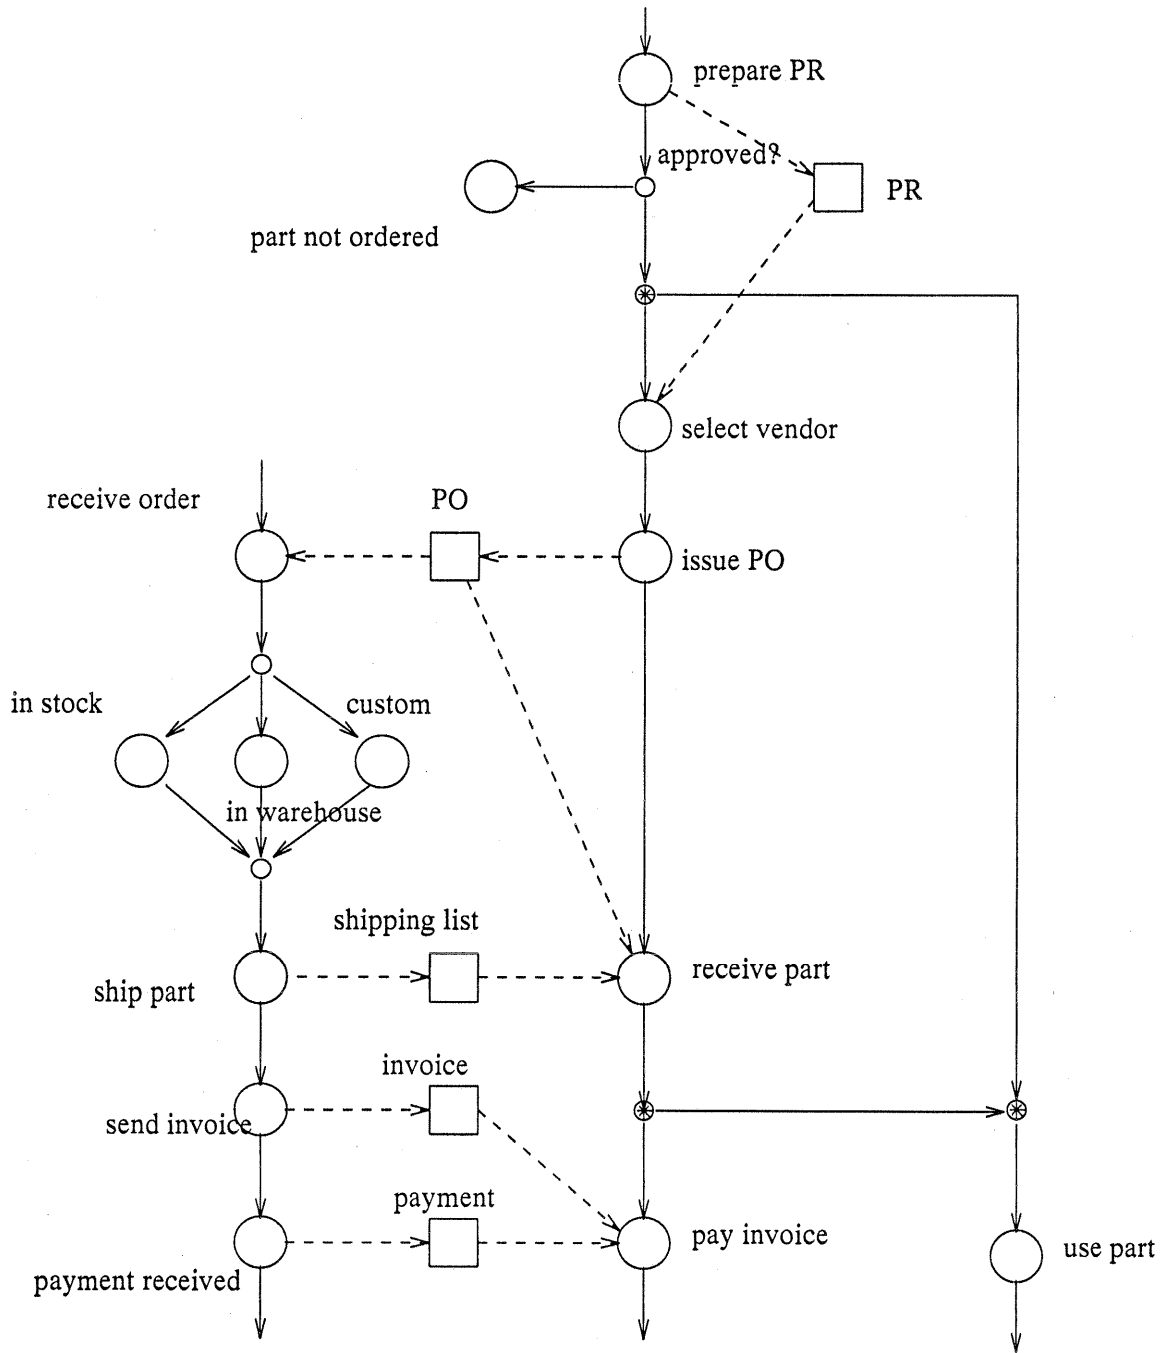 prepare PR
approved?
PR
part not ordered
select vendor
receive order
PO
issue PO
in stock
custom
in warehouse
shipping list
receive part
ship part
invoice
send invoice
payment
pay invoice
use part
payment received